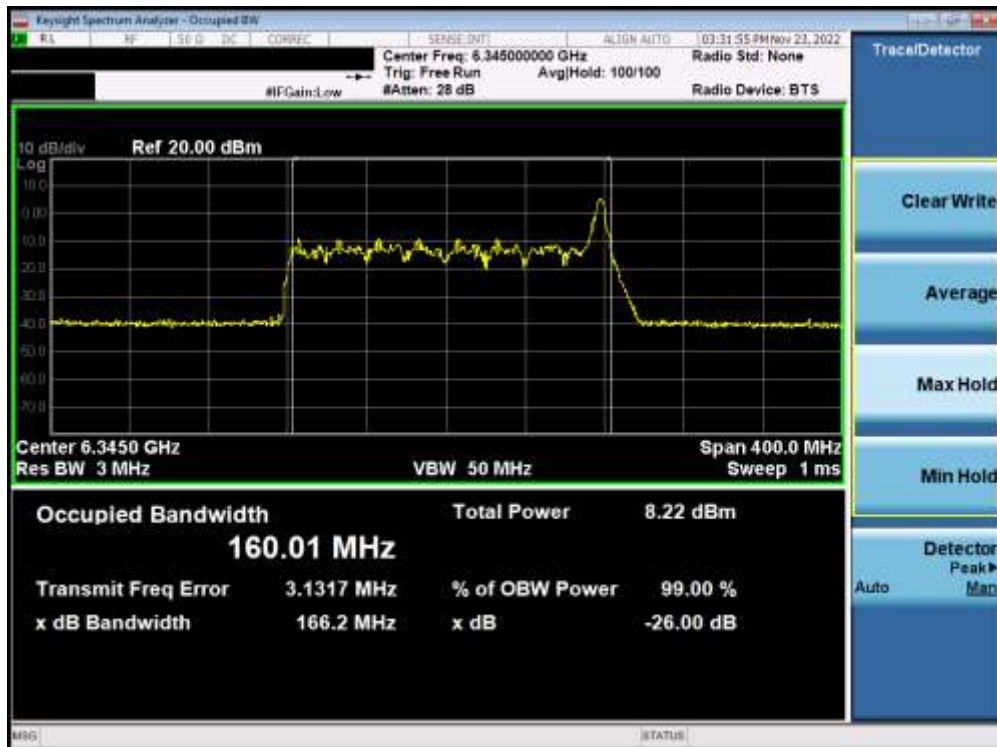 Keysight Spectrum Analyzer - Occupied BW
RL RF 50 Ω DC CORREC SENSE:INT ALIGN AUTO 03:31:55 PM Nov 23, 2022
Center Freq: 6.345000000 GHz Radio Std: None
Trig: Free Run Avg|Hold: 100/100
#IFGain:Low #Atten: 28 dB Radio Device: BTS
Trace/Detector
10 dB/div Ref 20.00 dBm
Log
10.0
0.00
-10.0
-20.0
-30.0
-40.0
-50.0
-60.0
-70.0
Center 6.3450 GHz Span 400.0 MHz
Res BW 3 MHz VBW 50 MHz Sweep 1 ms
Occupied Bandwidth Total Power 8.22 dBm
160.01 MHz
Transmit Freq Error 3.1317 MHz % of OBW Power 99.00 %
x dB Bandwidth 166.2 MHz x dB -26.00 dB
Clear Write
Average
Max Hold
Min Hold
Detector
Peak▶
Auto Man
MSG STATUS